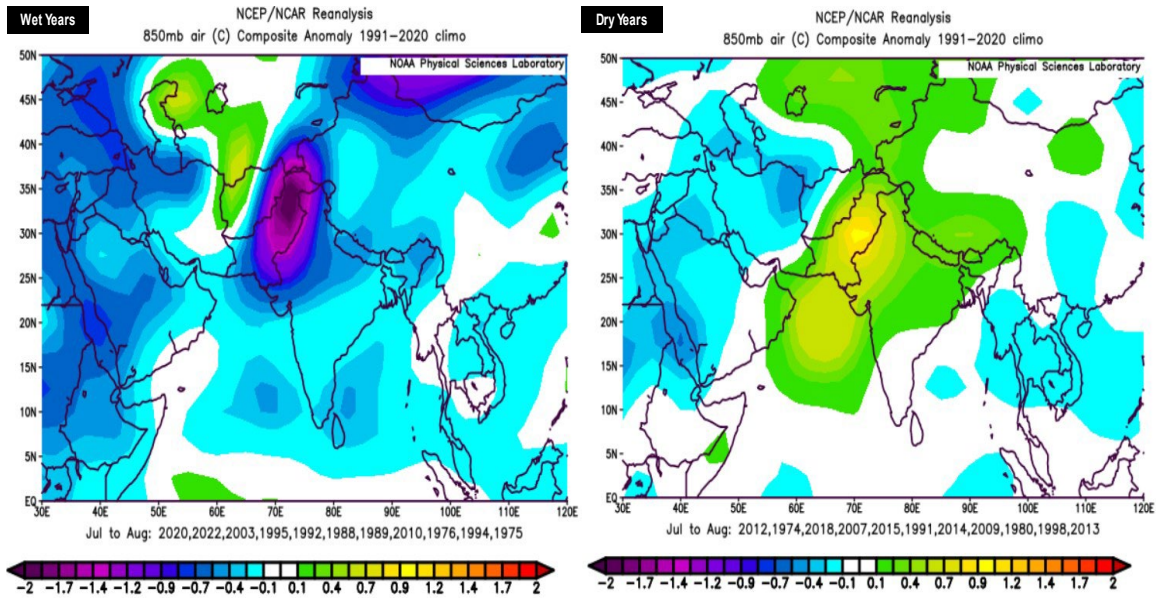 Wet Years
NCEP/NCAR Reanalysis
850mb air (C) Composite Anomaly 1991-2020 climo
NOAA Physical Sciences Laboratory
50N
45N
40N
35N
30N
25N
20N
15N
10N
5N
EQ
30E 40E 50E 60E 70E 80E 90E 100E 110E 120E
Jul to Aug: 2020,2022,2003,1995,1992,1988,1989,2010,1976,1994,1975
-2 -1.7 -1.4 -1.2 -0.9 -0.7 -0.4 -0.1 0.1 0.4 0.7 0.9 1.2 1.4 1.7 2
Dry Years
NCEP/NCAR Reanalysis
850mb air (C) Composite Anomaly 1991-2020 climo
NOAA Physical Sciences Laboratory
50N
45N
40N
35N
30N
25N
20N
15N
10N
5N
EQ
30E 40E 50E 60E 70E 80E 90E 100E 110E 120E
Jul to Aug: 2012,1974,2018,2007,2015,1991,2014,2009,1980,1998,2013
-2 -1.7 -1.4 -1.2 -0.9 -0.7 -0.4 -0.1 0.1 0.4 0.7 0.9 1.2 1.4 1.7 2